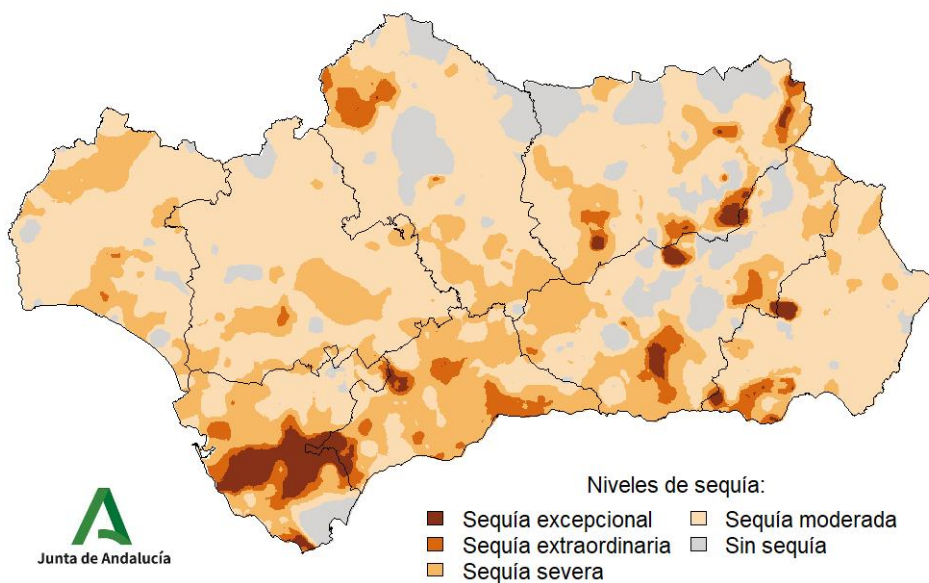 Niveles de sequía:
Sequía excepcional
Sequía extraordinaria
Sequía severa
Sequía moderada
Sin sequía
Junta de Andalucía